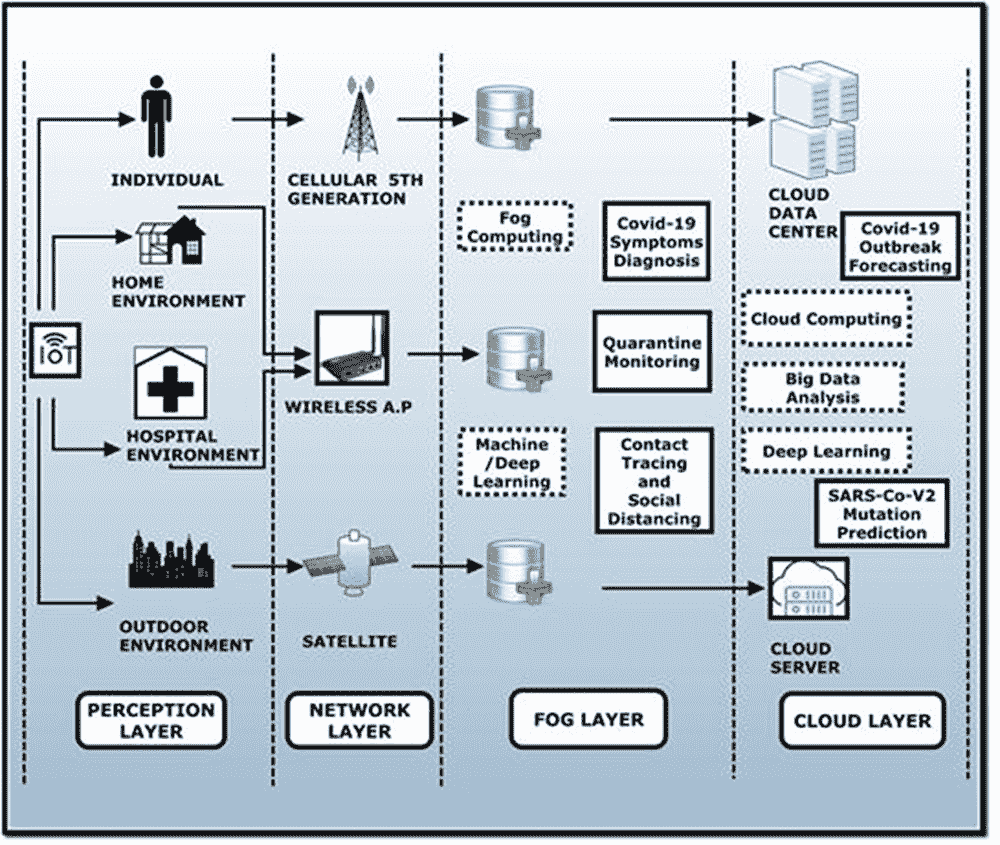 INDIVIDUAL
HOME
ENVIRONMENT
IOT
HOSPITAL
ENVIRONMENT
OUTDOOR
ENVIRONMENT
PERCEPTION
LAYER
CELLULAR 5TH
GENERATION
WIRELESS A.P
SATELLITE
NETWORK
LAYER
Fog
Computing
Covid-19
Symptoms
Diagnosis
Quarantine
Monitoring
Machine
/Deep
Learning
Contact
Tracing
and
Social
Distancing
FOG LAYER
CLOUD
DATA
CENTER
Covid-19
Outbreak
Forecasting
Cloud Computing
Big Data
Analysis
Deep Learning
SARS-Co-V2
Mutation
Prediction
CLOUD
SERVER
CLOUD LAYER